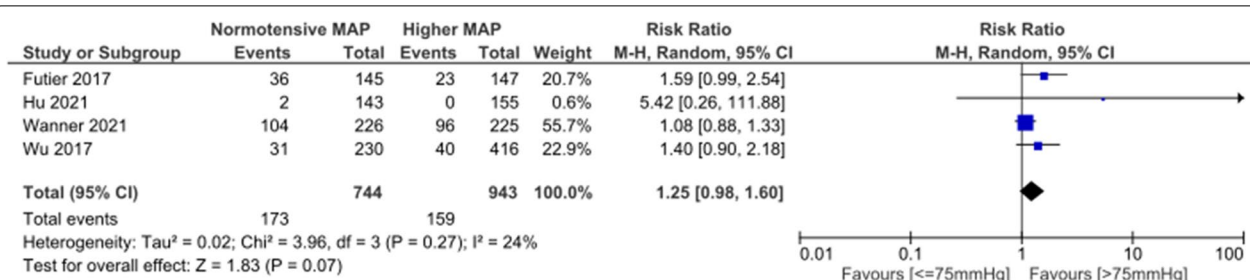 Normotensive MAP Higher MAP Risk Ratio Risk Ratio
Study or Subgroup Events Total Events Total Weight M-H, Random, 95% CI M-H, Random, 95% CI
Futier 2017 36 145 23 147 20.7% 1.59 [0.99, 2.54]
Hu 2021 2 143 0 155 0.6% 5.42 [0.26, 111.88]
Wanner 2021 104 226 96 225 55.7% 1.08 [0.88, 1.33]
Wu 2017 31 230 40 416 22.9% 1.40 [0.90, 2.18]
Total (95% CI) 744 943 100.0% 1.25 [0.98, 1.60]
Total events 173 159
Heterogeneity: Tau² = 0.02; Chi² = 3.96, df = 3 (P = 0.27); I² = 24%
Test for overall effect: Z = 1.83 (P = 0.07)
0.01 0.1 1 10 100
Favours [<=75mmHg] Favours [>75mmHg]